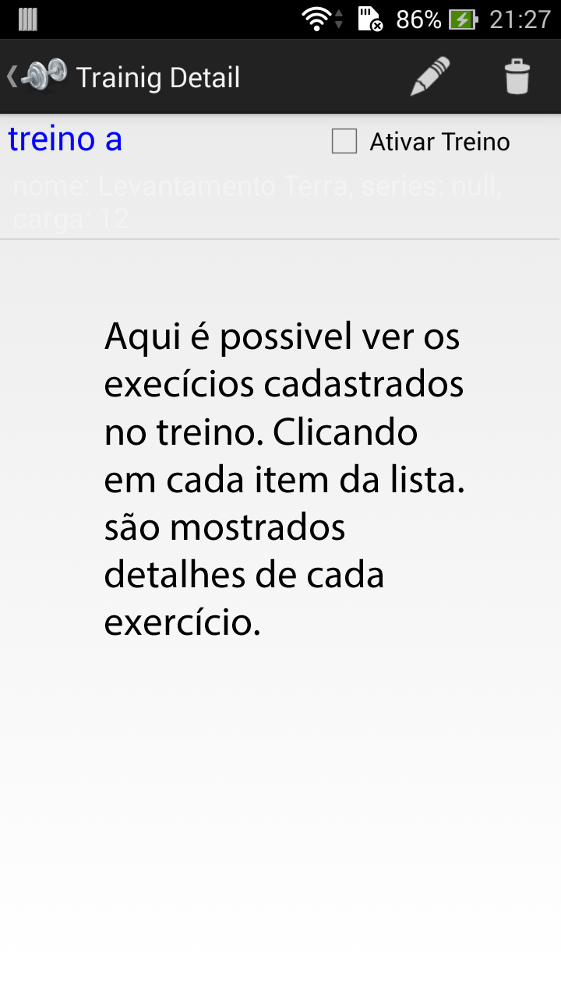 86% 21:27
Trainig Detail
treino a
Ativar Treino
nome: Levantamento Terra, series: null,
carga: 12
Aqui é possivel ver os
execícios cadastrados
no treino. Clicando
em cada item da lista.
são mostrados
detalhes de cada
exercício.